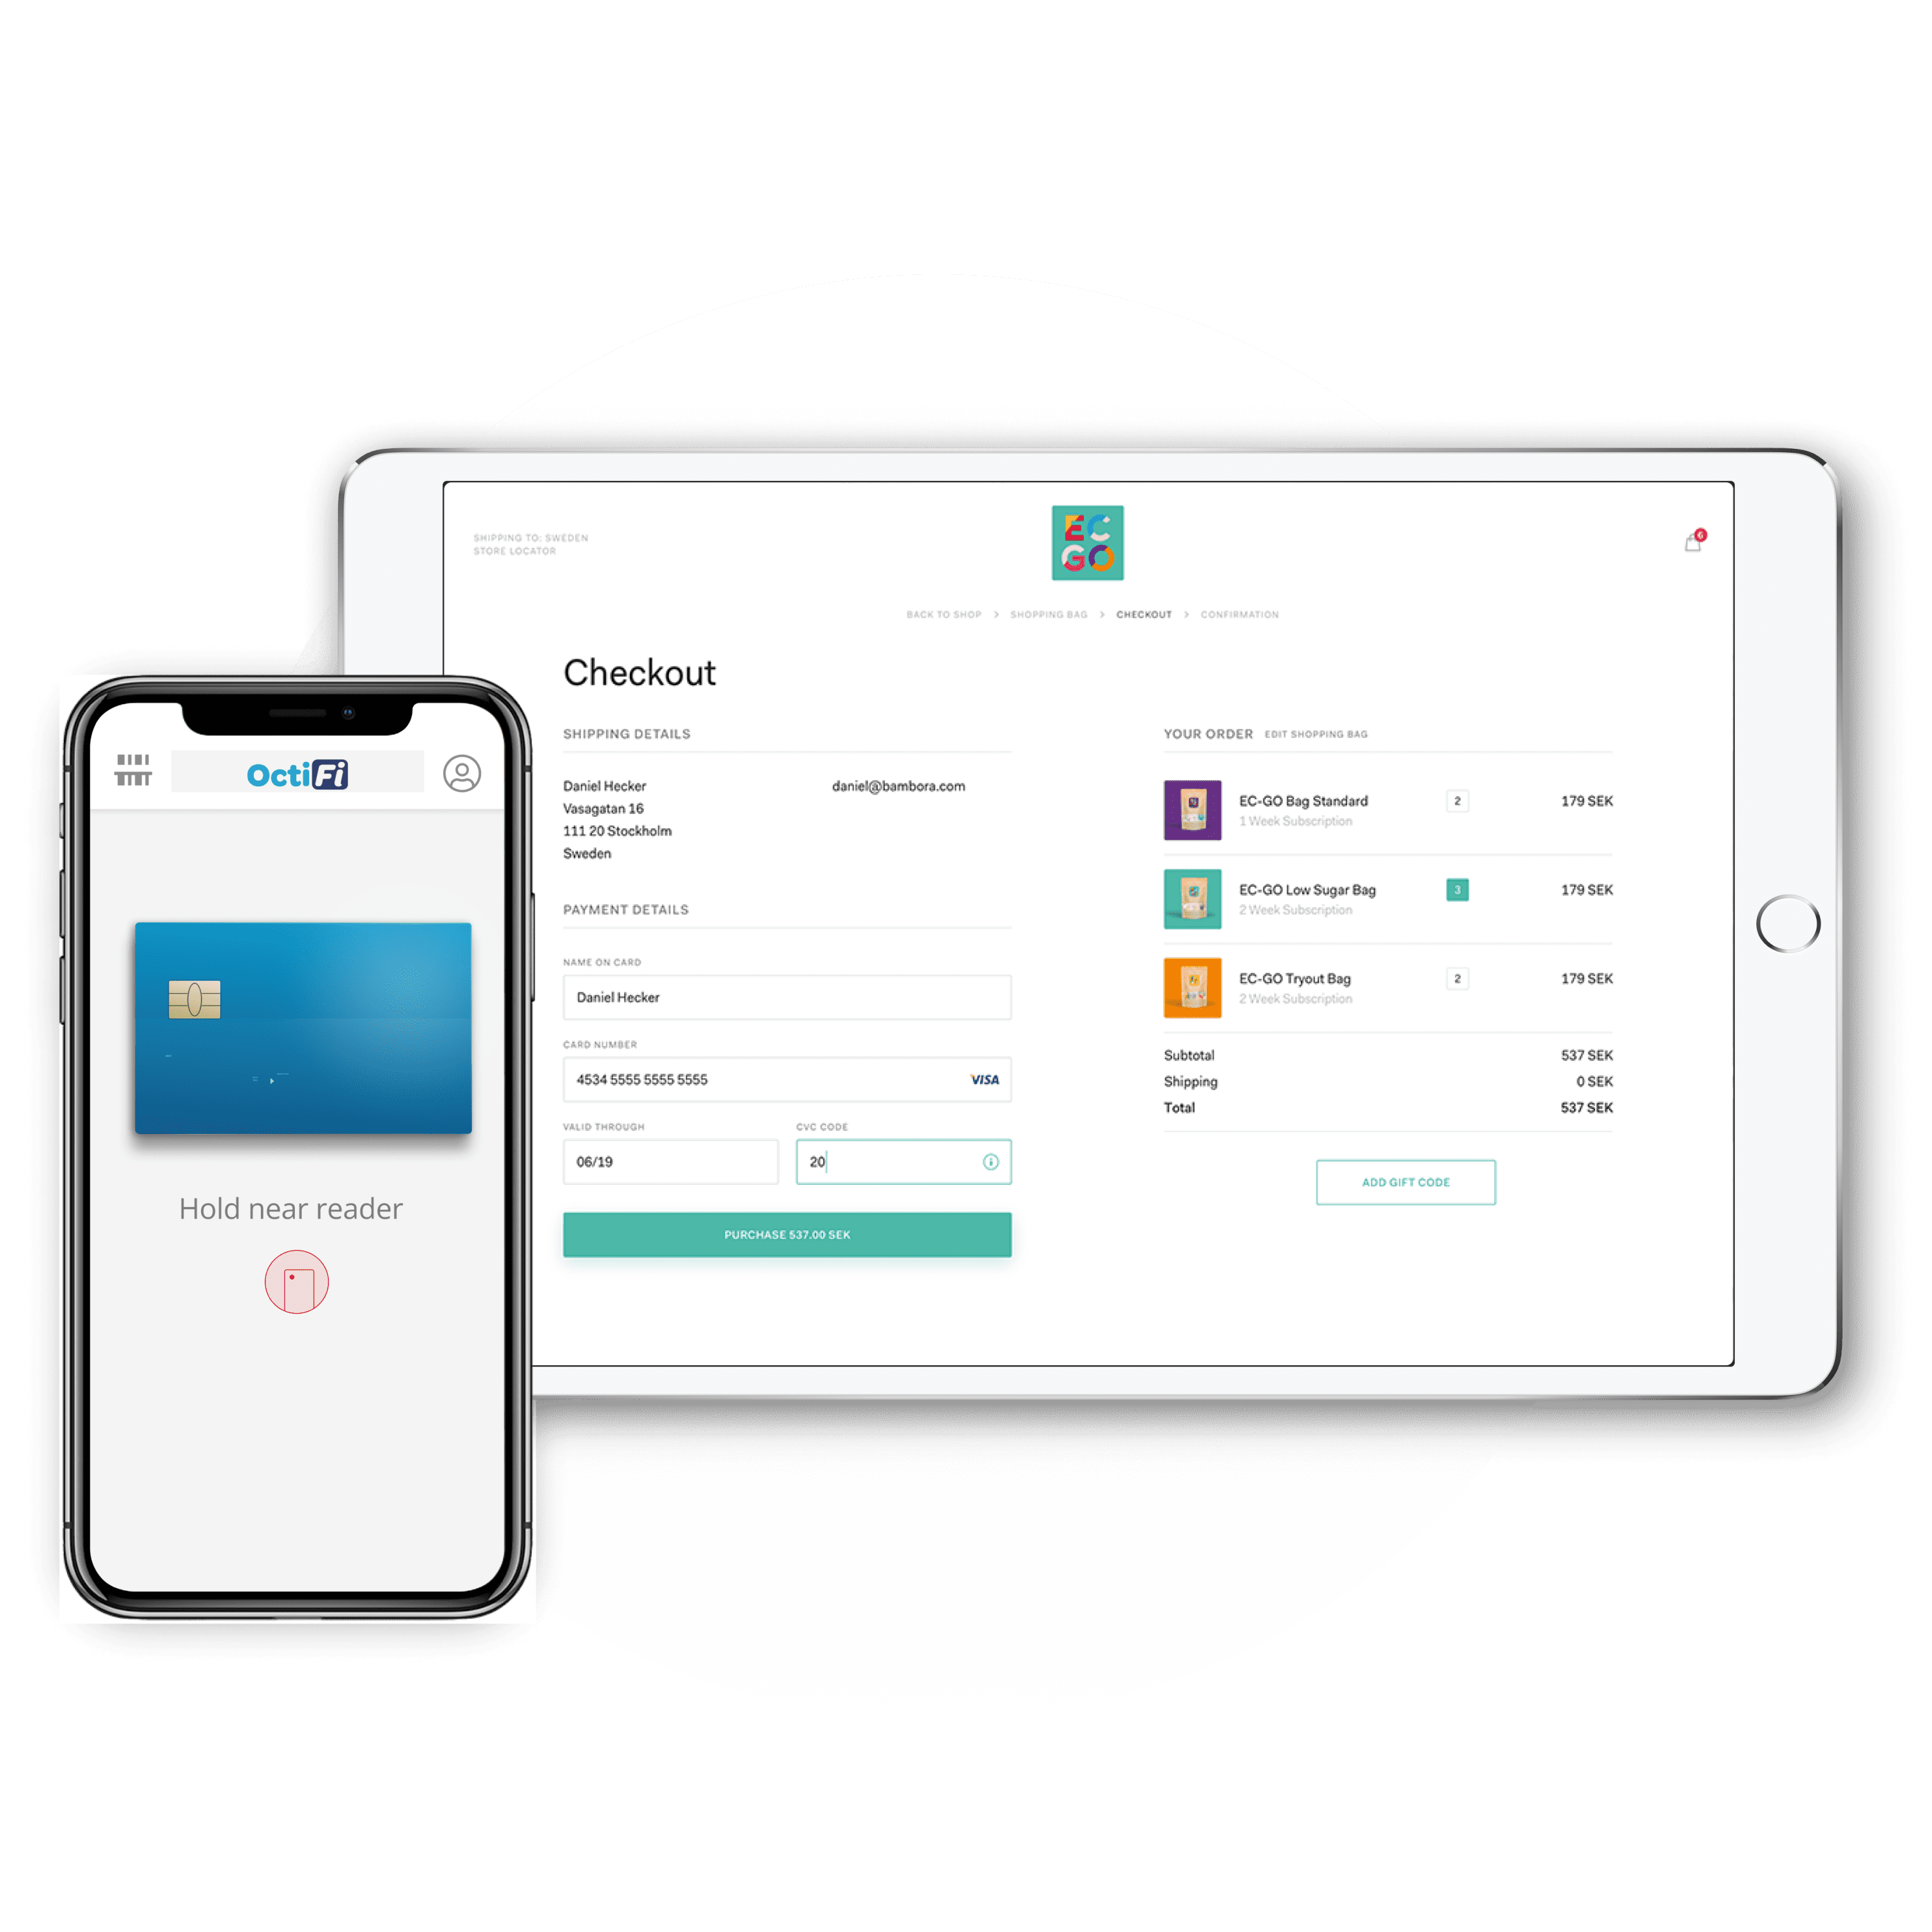 SHIPPING TO: SWEDEN
STORE LOCATOR
EC
GO
6
BACK TO SHOP > SHOPPING BAG > CHECKOUT > CONFIRMATION
Checkout
SHIPPING DETAILS
Daniel Hecker daniel@bambora.com
Vasagatan 16
111 20 Stockholm
Sweden
PAYMENT DETAILS
NAME ON CARD
Daniel Hecker
CARD NUMBER
4534 5555 5555 5555 VISA
VALID THROUGH CVC CODE
06/19 20
PURCHASE 537.00 SEK
YOUR ORDER EDIT SHOPPING BAG
EC-GO Bag Standard 2 179 SEK
1 Week Subscription
EC-GO Low Sugar Bag 3 179 SEK
2 Week Subscription
EC-GO Tryout Bag 2 179 SEK
2 Week Subscription
Subtotal 537 SEK
Shipping 0 SEK
Total 537 SEK
ADD GIFT CODE
OctiFi
Hold near reader